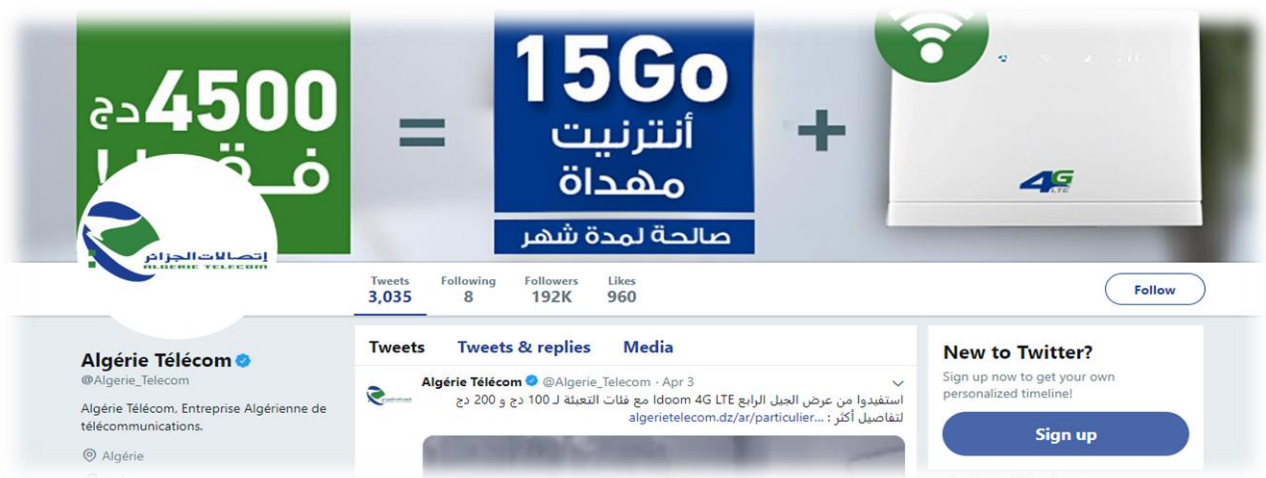 4500 دج
15Go
أنترنيت
مهداة
صالحة لمدة شهر
=
+
4G
LTE
إتصالات الجزائر
ALGERIE TELECOM
Tweets Following Followers Likes
3,035 8 192K 960
Follow
Algérie Télécom
@Algerie_Telecom
Algérie Télécom, Entreprise Algérienne de
télécommunications.
Algérie
Tweets Tweets & replies Media
Algérie Télécom @Algerie_Telecom · Apr 3
استفيدوا من عرض الجيل الرابع Idoom 4G LTE مع فئات التعبئة لـ 100 دج و 200 دج
لتفاصيل أكثر : algerietelecom.dz/ar/particulier...
New to Twitter?
Sign up now to get your own
personalized timeline!
Sign up